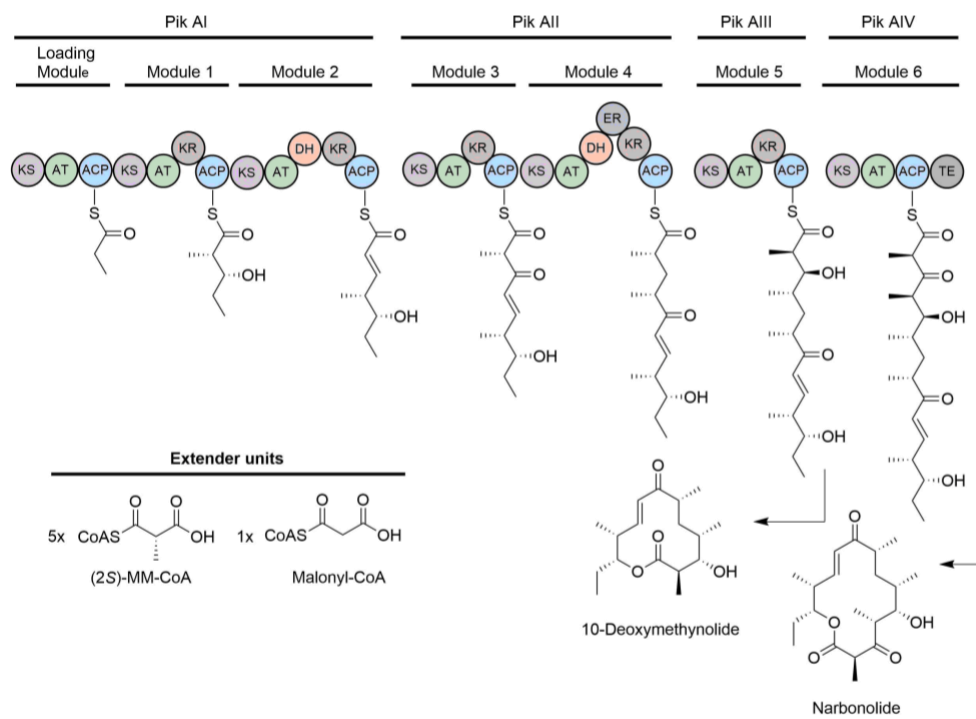 Pik AI
Pik AII
Pik AIII
Pik AIV
Loading
Module
Module 1
Module 2
Module 3
Module 4
Module 5
Module 6
KS AT ACP KS AT KR ACP KS AT DH KR ACP
KS AT KR ACP KS AT DH ER KR ACP
KS AT KR ACP
KS AT ACP TE
S
O
S
O
OH
S
O
OH
S
O
O
OH
S
O
O
OH
S
O
OH
O
OH
S
O
O
OH
O
OH
Extender units
5x CoAS O O OH
(2S)-MM-CoA
1x CoAS O O OH
Malonyl-CoA
O
O
O
OH
10-Deoxymethynolide
O
O
OH
O
O
Narbonolide